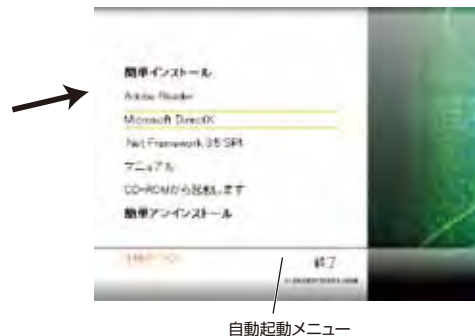 簡単インストール
Adobe Reader
Microsoft DirectX
.Net Framework 3.5 SP1
マニュアル
CD-ROMから起動します
簡単アンインストール
終了
自動起動メニュー